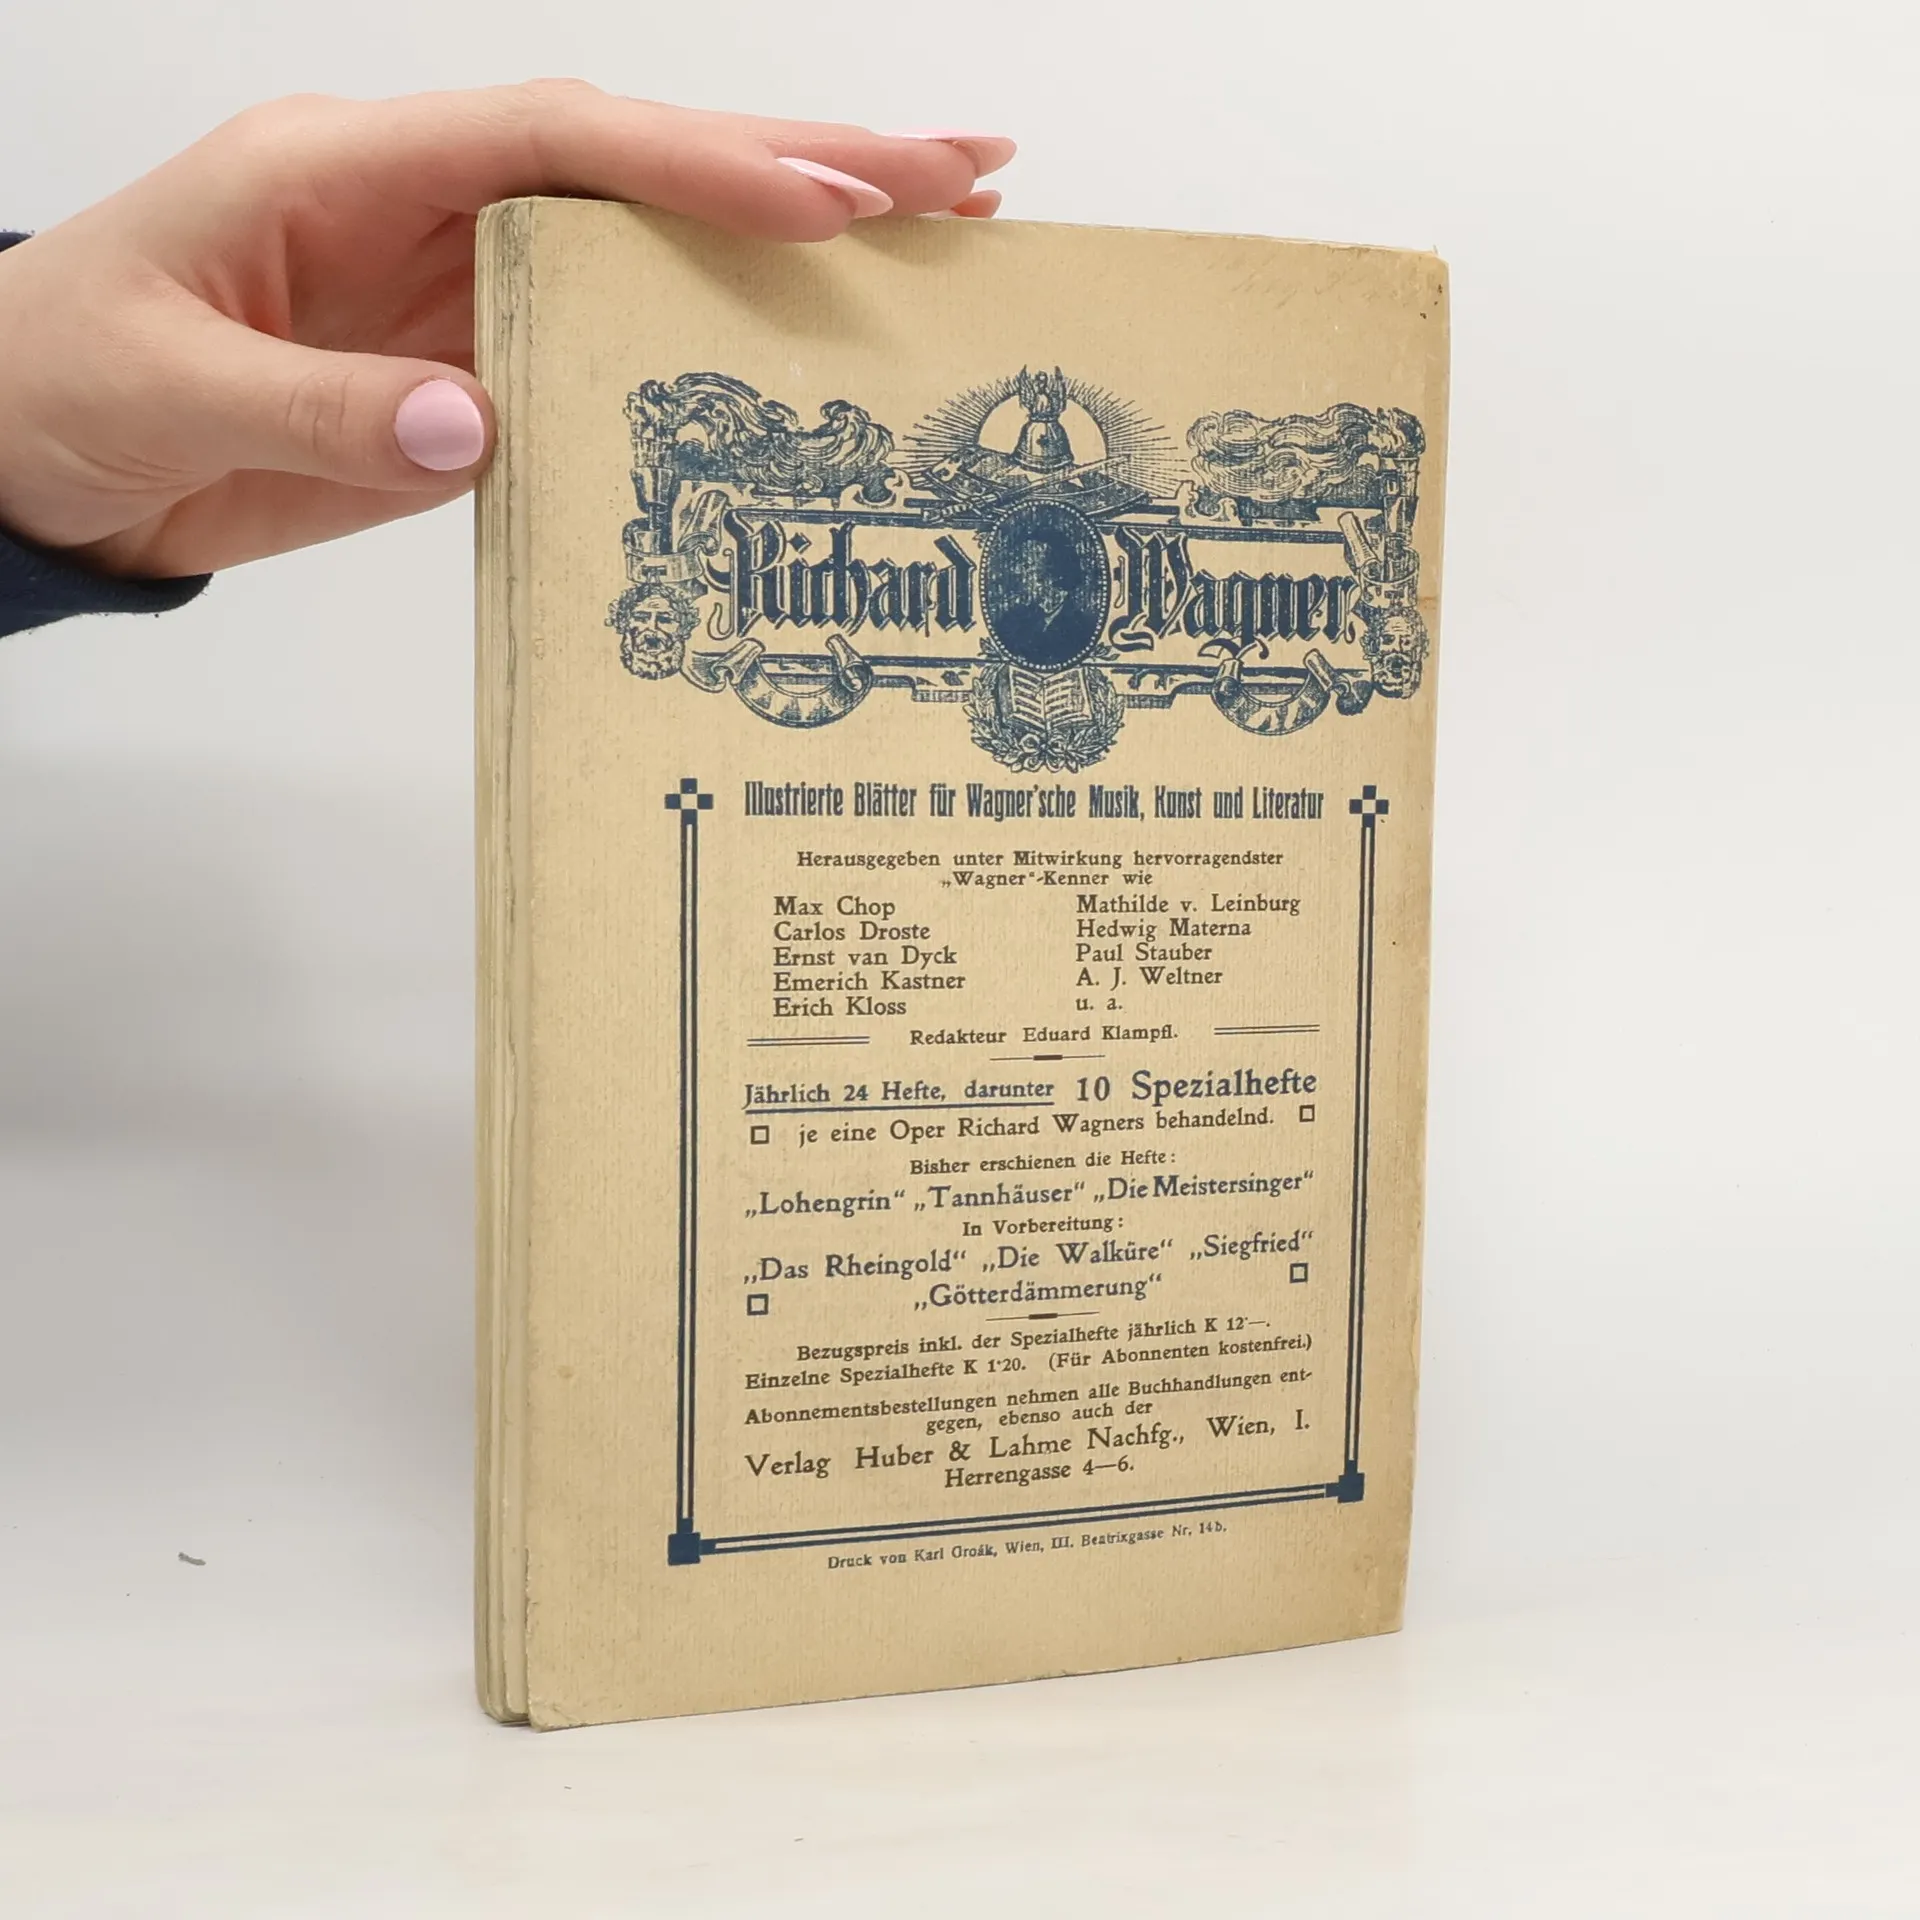 Richard Wagner
Illustrierte Blätter für Wagner'sche Musik, Kunst und Literatur
Herausgegeben unter Mitwirkung hervorragendster
„Wagner“-Kenner wie
Max Chop
Carlos Droste
Ernst van Dyck
Emerich Kastner
Erich Kloss
Mathilde v. Leinburg
Hedwig Materna
Paul Stauber
A. J. Weltner
u. a.
Redakteur Eduard Klampfl.
Jährlich 24 Hefte, darunter 10 Spezialhefte
je eine Oper Richard Wagners behandelnd.
Bisher erschienen die Hefte:
„Lohengrin“ „Tannhäuser“ „Die Meistersinger“
In Vorbereitung:
„Das Rheingold“ „Die Walküre“ „Siegfried“
„Götterdämmerung“
Bezugspreis inkl. der Spezialhefte jährlich K 12·—.
Einzelne Spezialhefte K 1·20. (Für Abonnenten kostenfrei.)
Abonnementsbestellungen nehmen alle Buchhandlungen ent-
gegen, ebenso auch der
Verlag Huber & Lahme Nachfg., Wien, I.
Herrengasse 4—6.
Druck von Karl Groák, Wien, III. Beatrixgasse Nr. 14b.